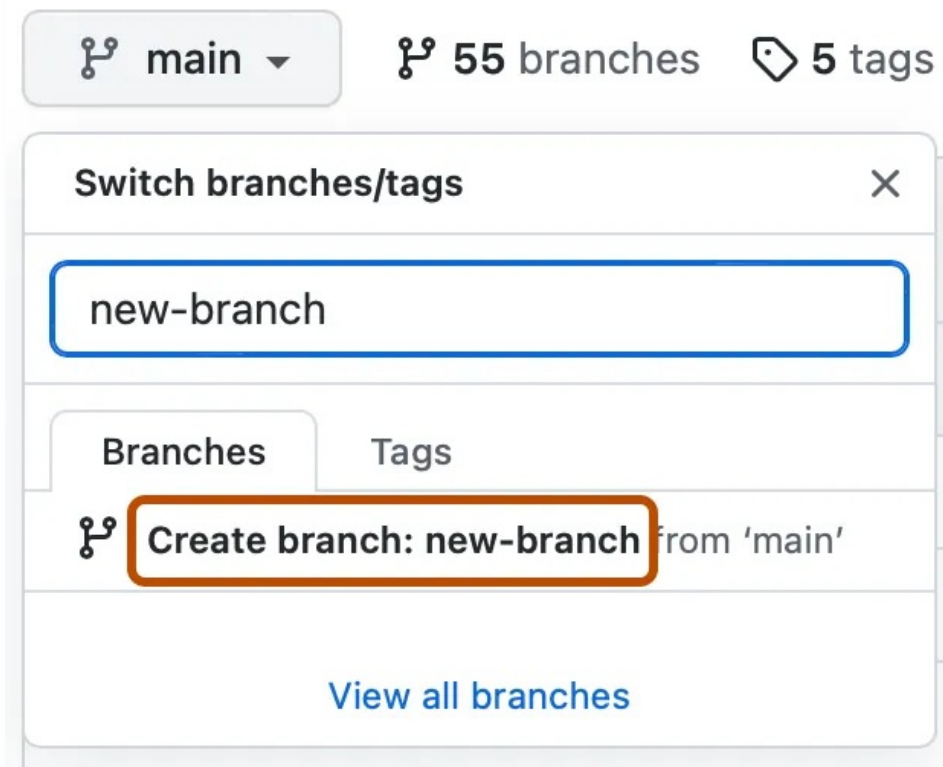 main 55 branches 5 tags
Switch branches/tags
new-branch
Branches Tags
Create branch: new-branch from ‘main’
View all branches